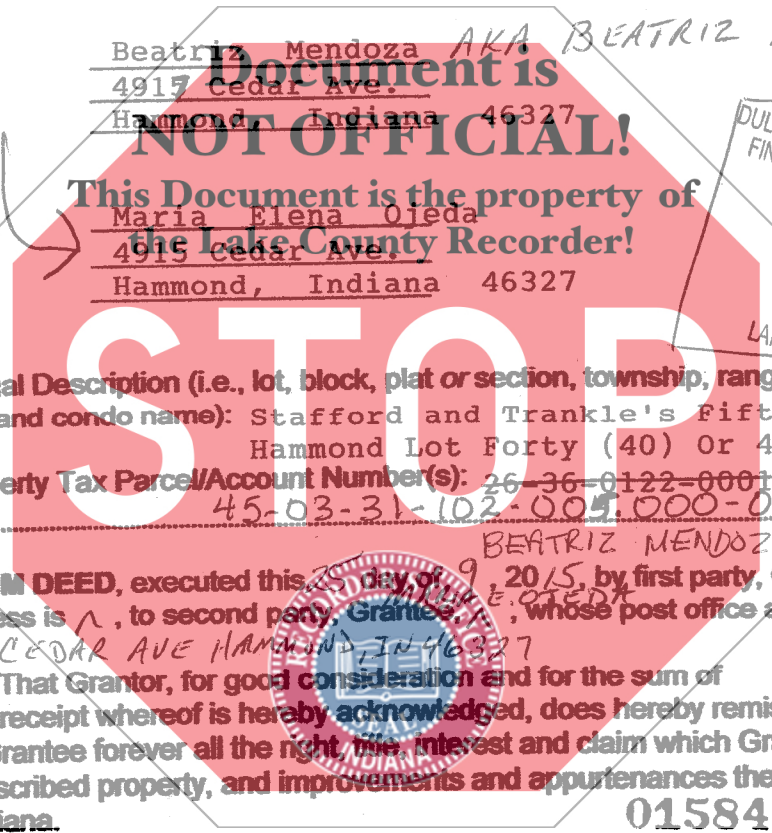 Beatriz Mendoza AKA BEATRIZ
4917 Cedar Ave.
Hammond, Indiana 46327
Document is
NOT OFFICIAL!
This Document is the property of
the Lake County Recorder!
DUL
FIN
Maria Elena Ojeda
4915 Cedar Ave.
Hammond, Indiana 46327
STOP
LA
al Description (i.e., lot, block, plat or section, township, rang
and condo name): Stafford and Trankle's Fift
Hammond Lot Forty (40) Or 4
erty Tax Parcel/Account Number(s): 26-36-0122-0001
45-03-31-102-005.000-0
BEATRIZ MENDOZ
M DEED, executed this 25 day of 9, 2015, by first party,
ess is , to second party, Grantee, E. OJEDA, whose post office a
CEDAR AVE HAMMOND, IN 46327
That Grantor, for good consideration and for the sum of
receipt whereof is hereby acknowledged, does hereby remis
rantee forever all the right, title, interest and claim which Gr
scribed property, and improvements and appurtenances the
iana.
01584
INDIANA